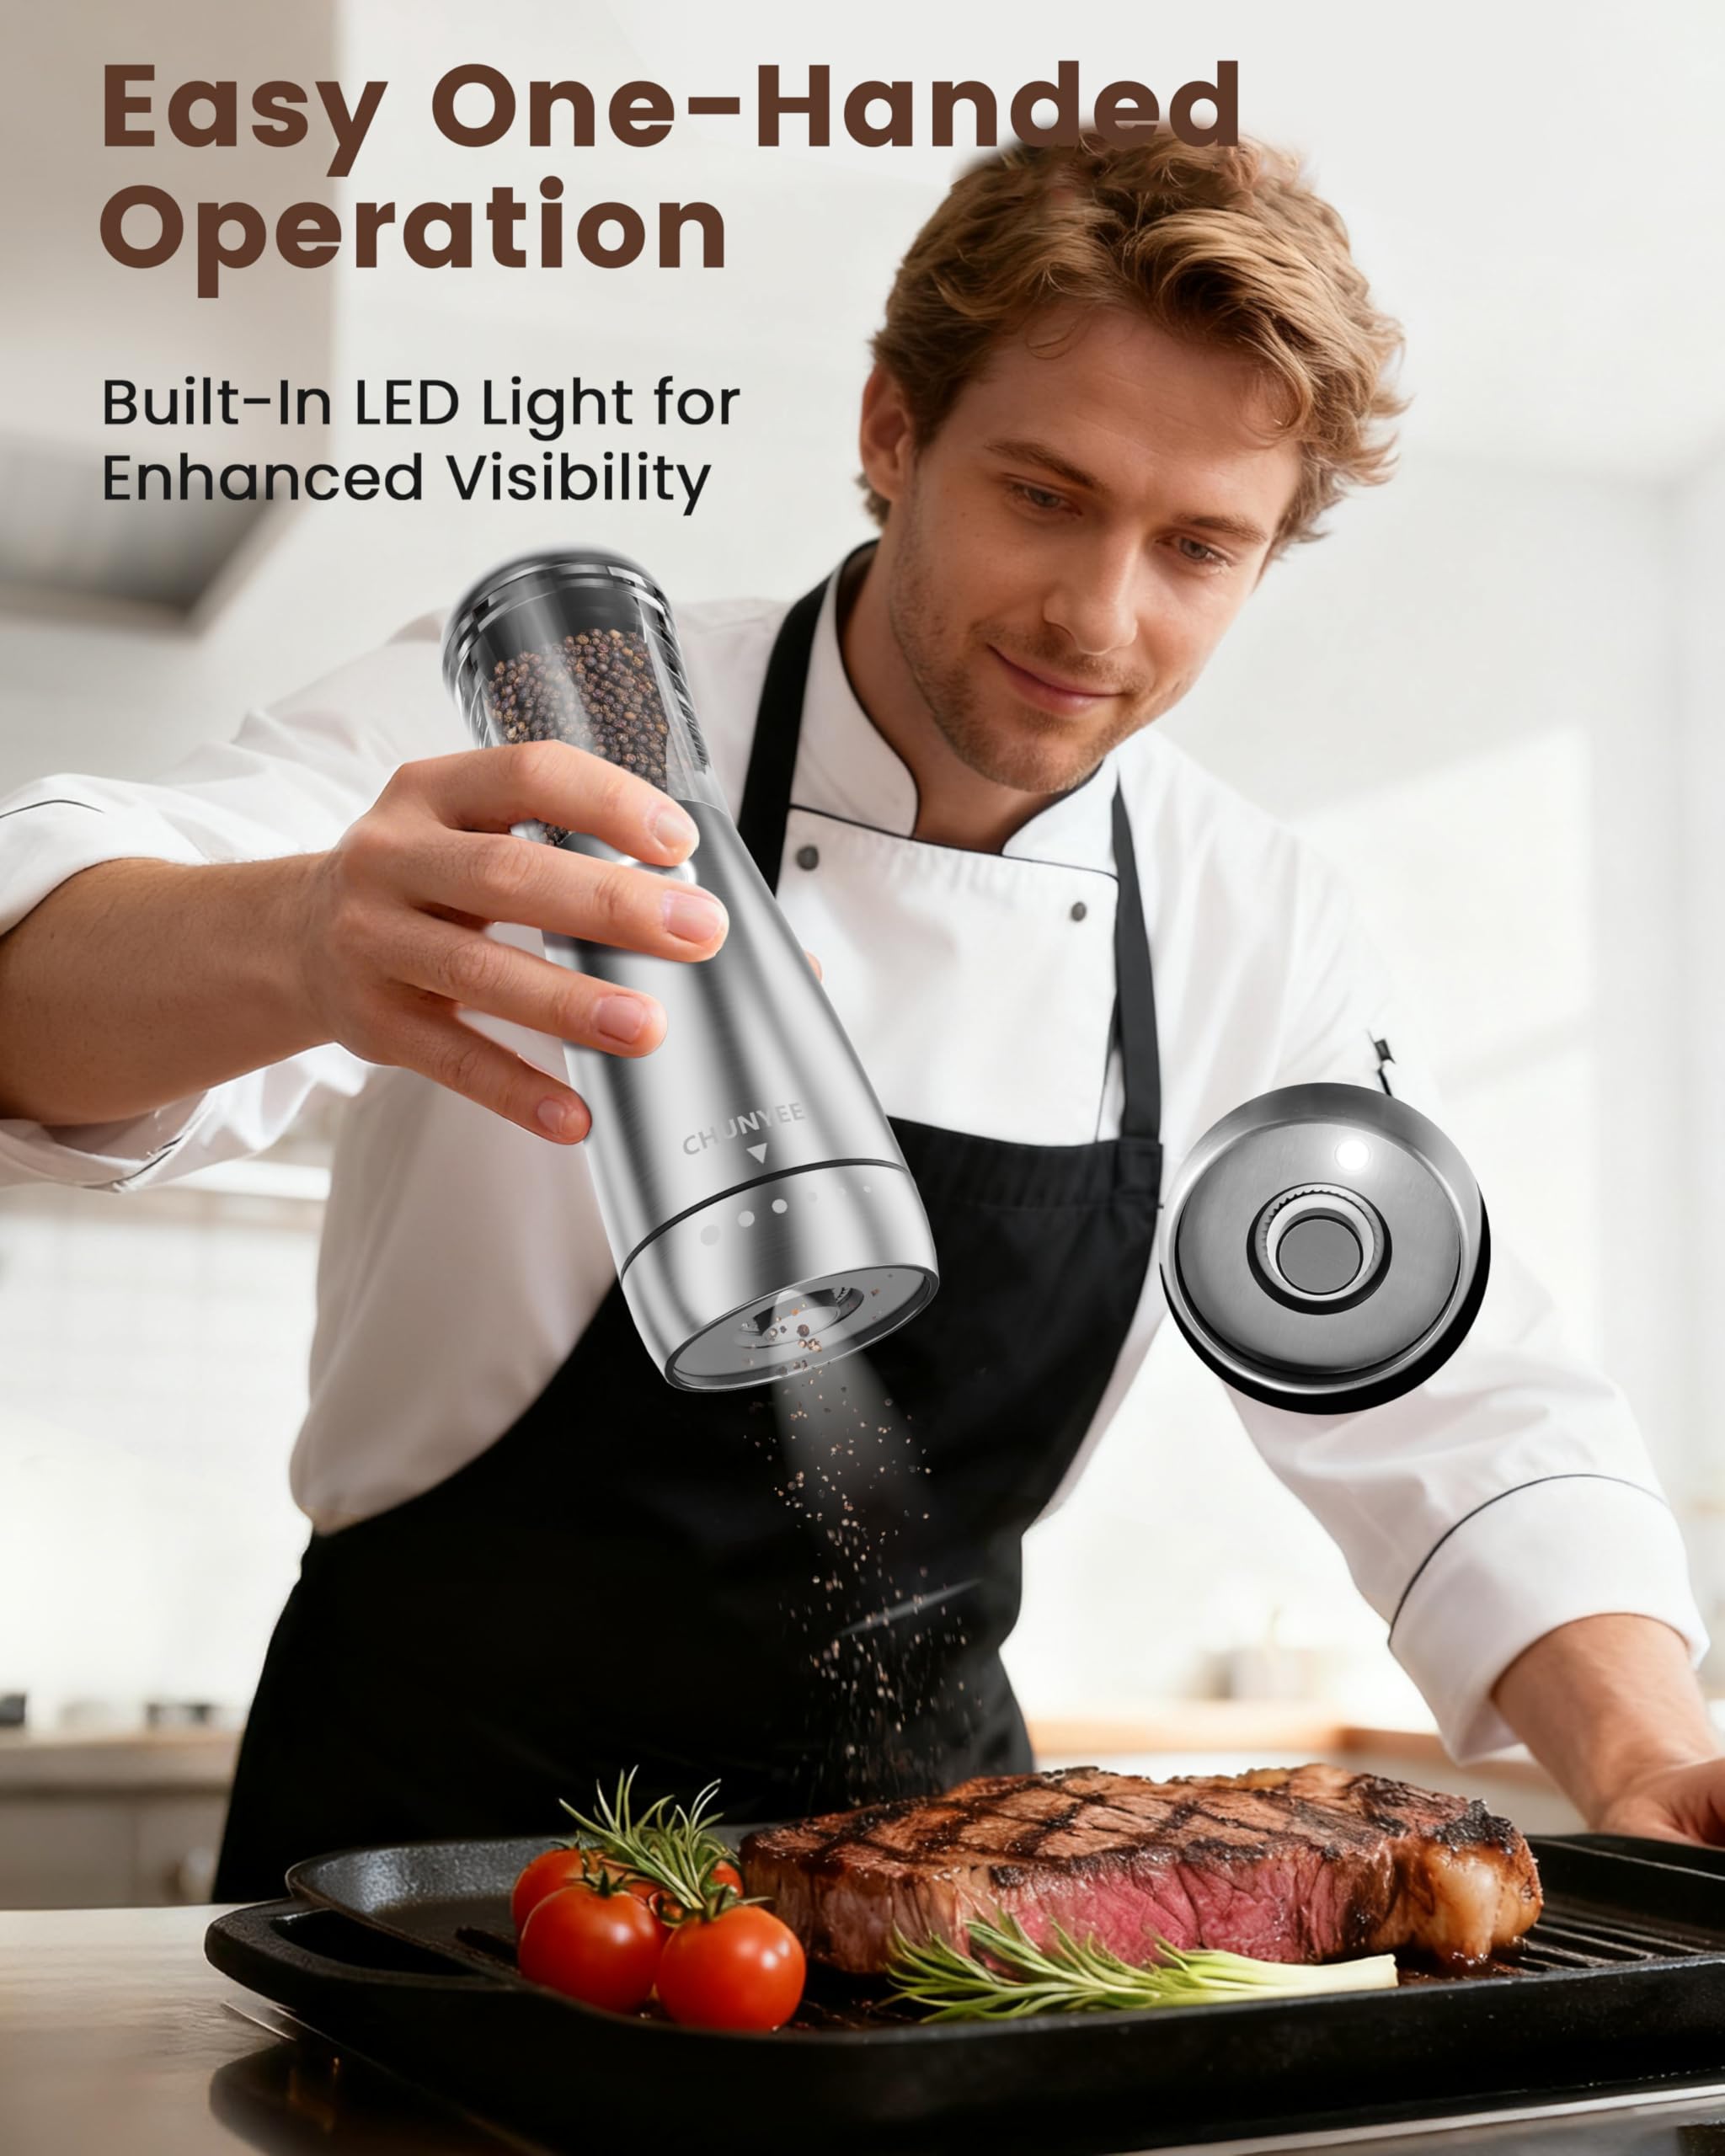 Easy One-Handed
Operation
Built-In LED Light for
Enhanced Visibility
CHUNYEE